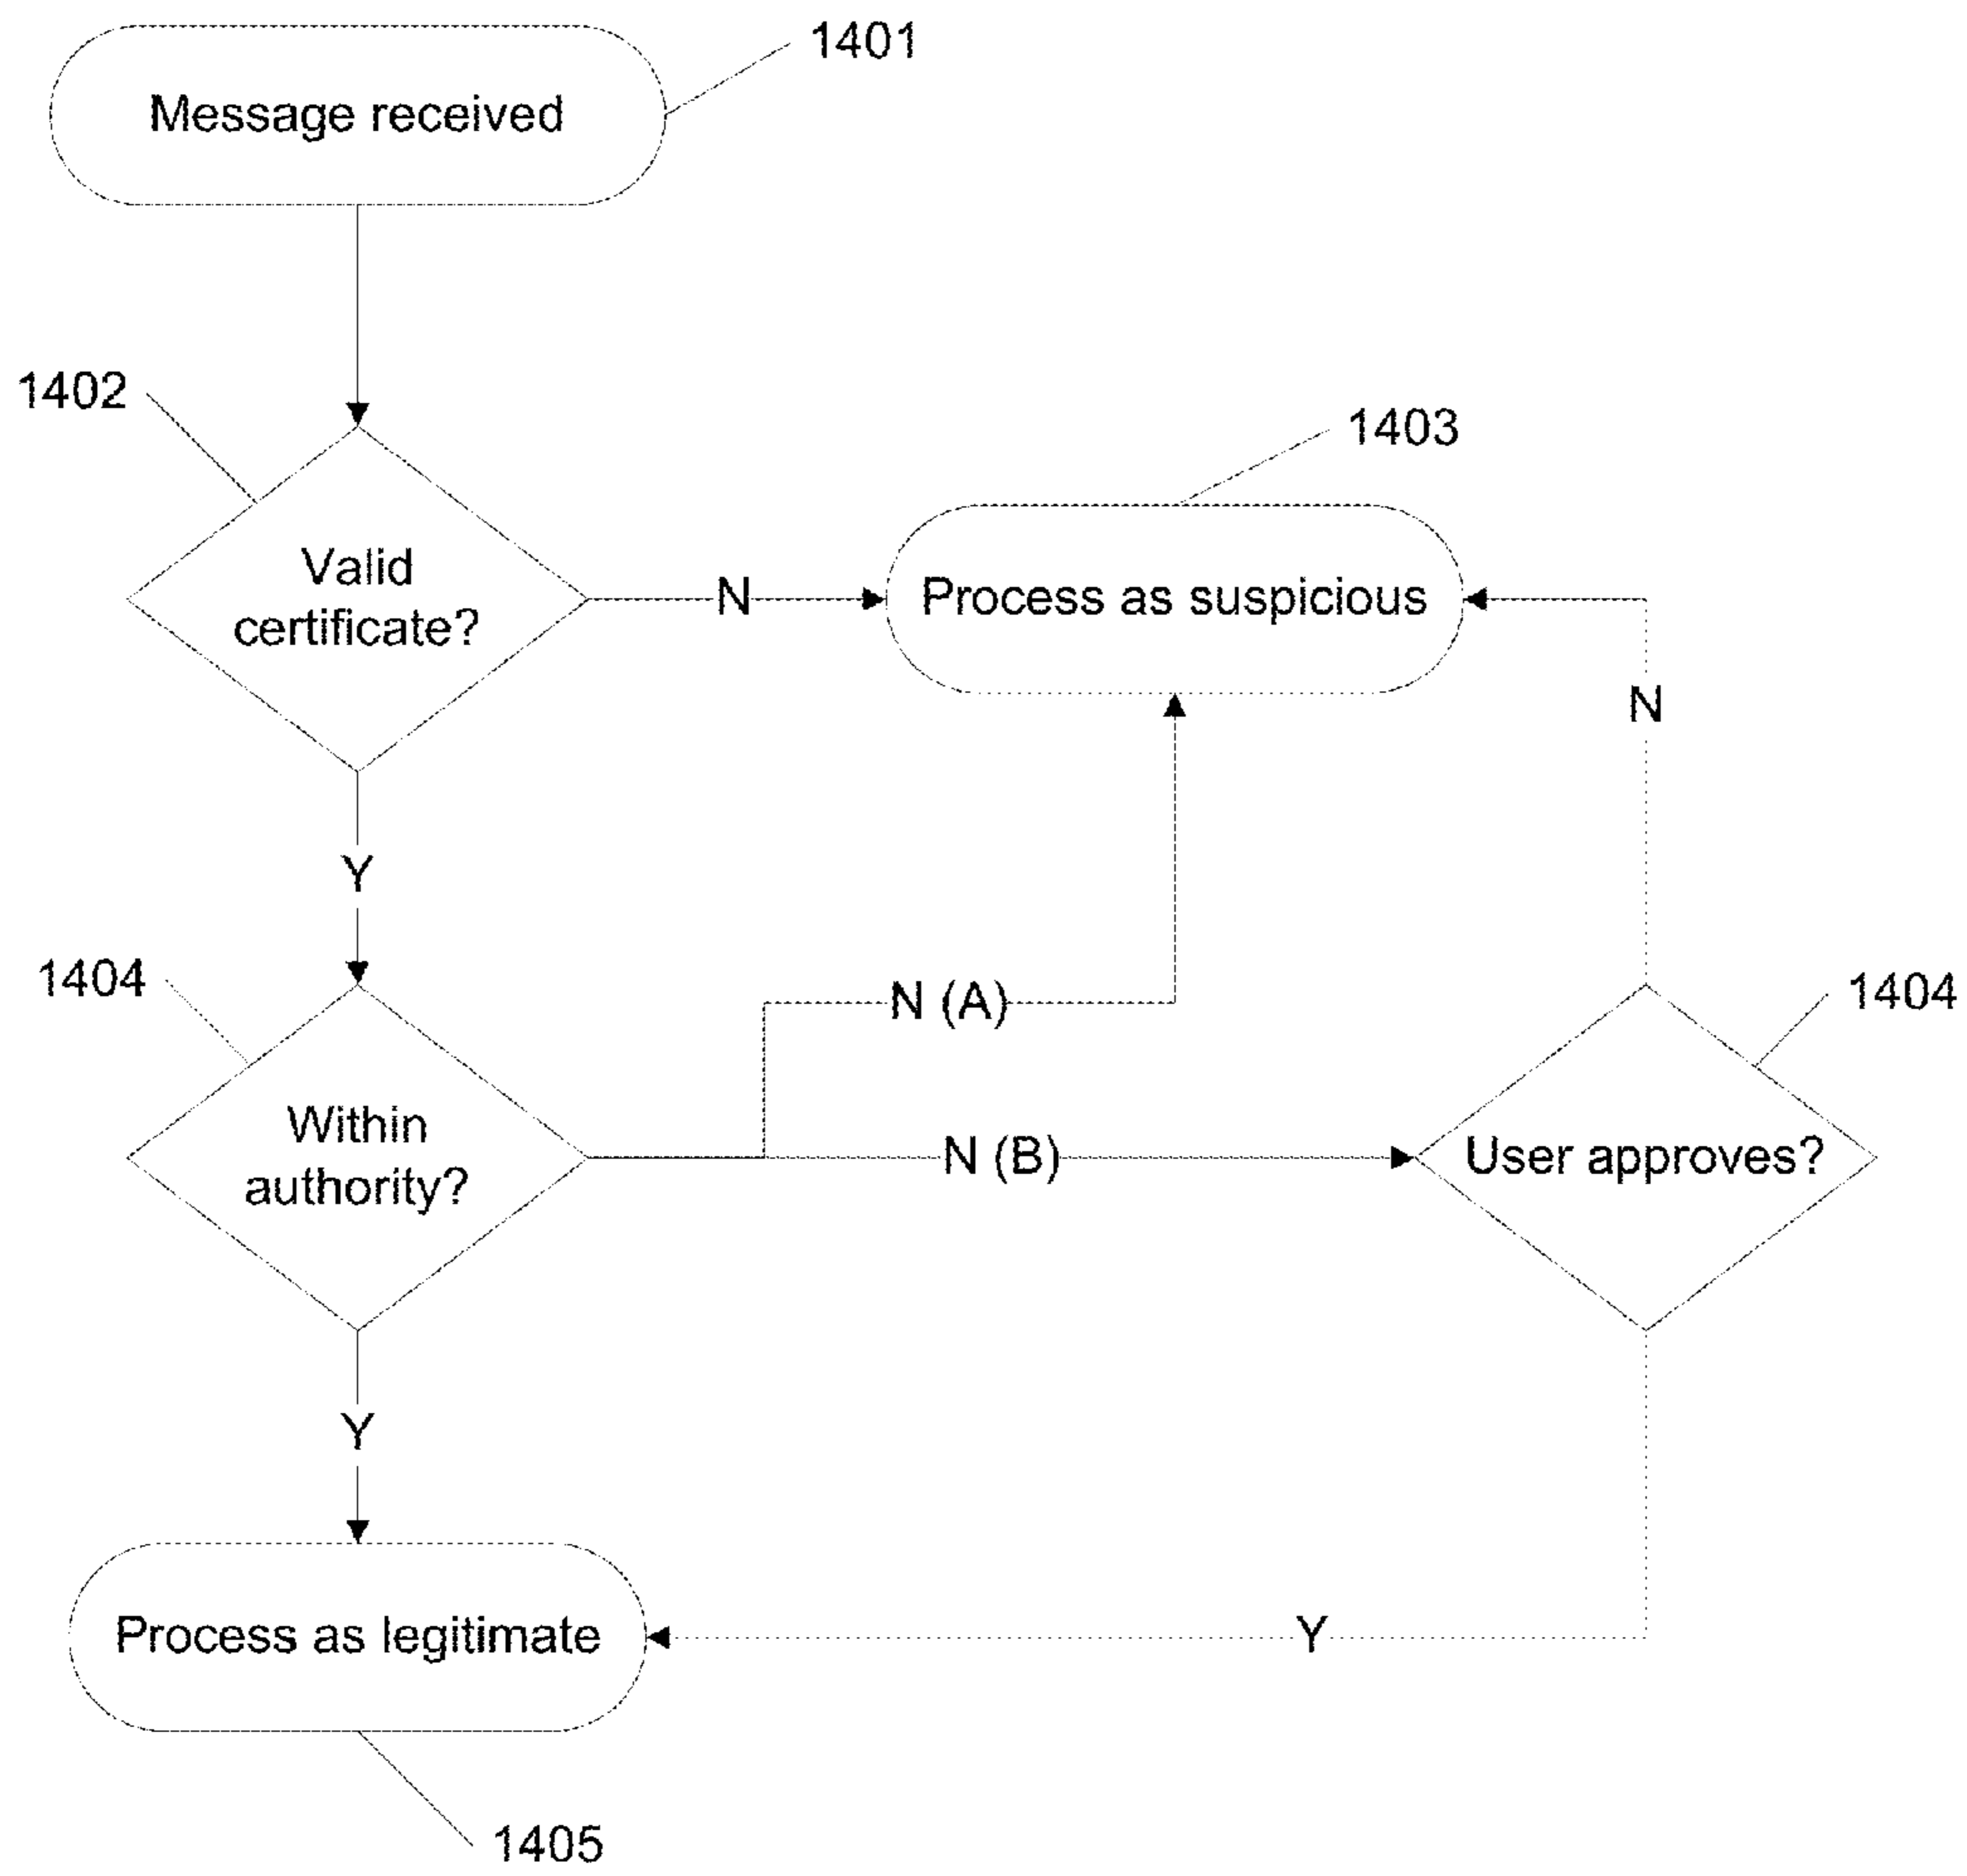 1401
Message received
1402
1403
Valid
certificate?
N
Process as suspicious
N
Y
1404
N (A)
1404
Within
authority?
N (B)
User approves?
Y
Process as legitimate
Y
1405